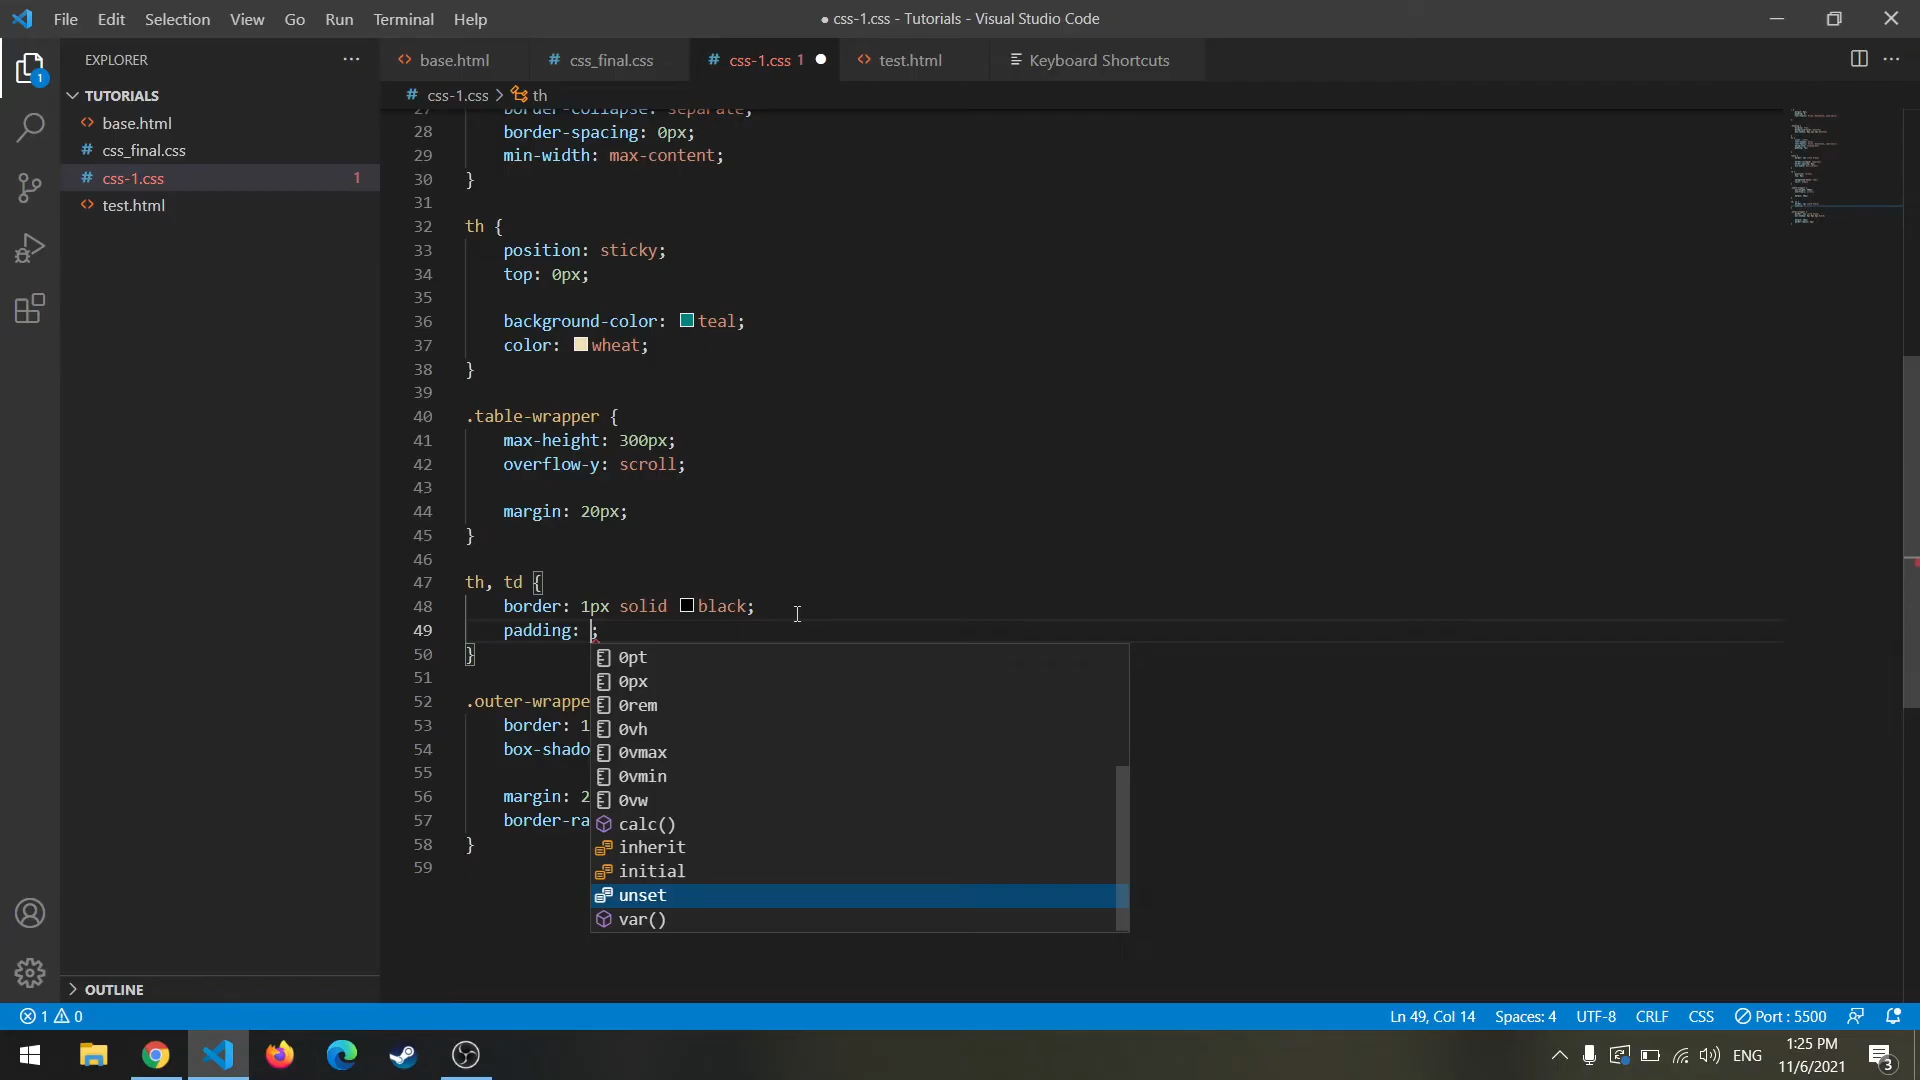 File Edit Selection View Go Run Terminal Help
● css-1.css - Tutorials - Visual Studio Code
EXPLORER
base.html
css_final.css
css-1.css 1
test.html
Keyboard Shortcuts
1
css-1.css > th
TUTORIALS
base.html
css_final.css
css-1.css 1
test.html
27 border-collapse: separate;
28 border-spacing: 0px;
29 min-width: max-content;
30 }
31
32 th {
33 position: sticky;
34 top: 0px;
35
36 background-color: teal;
37 color: wheat;
38 }
39
40 .table-wrapper {
41 max-height: 300px;
42 overflow-y: scroll;
43
44 margin: 20px;
45 }
46
47 th, td {
48 border: 1px solid black;
49 padding: ;
50 }
51
52 .outer-wrappe
53 border: 1
54 box-shado
55
56 margin: 2
57 border-ra
58 }
59
0pt
0px
0rem
0vh
0vmax
0vmin
0vw
calc()
inherit
initial
unset
var()
OUTLINE
1 0
Ln 49, Col 14 Spaces: 4 UTF-8 CRLF CSS Port : 5500
ENG
1:25 PM
11/6/2021
3